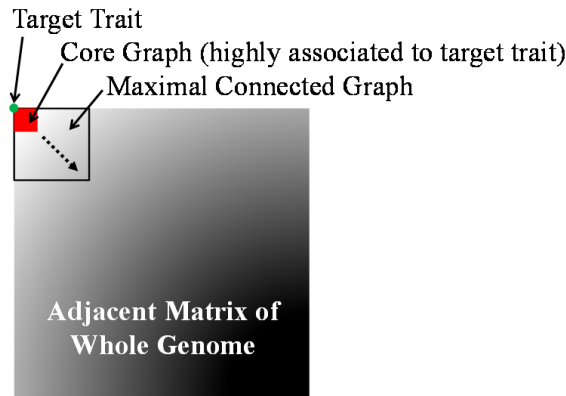 Target Trait
Core Graph (highly associated to target trait)
Maximal Connected Graph
Adjacent Matrix of
Whole Genome